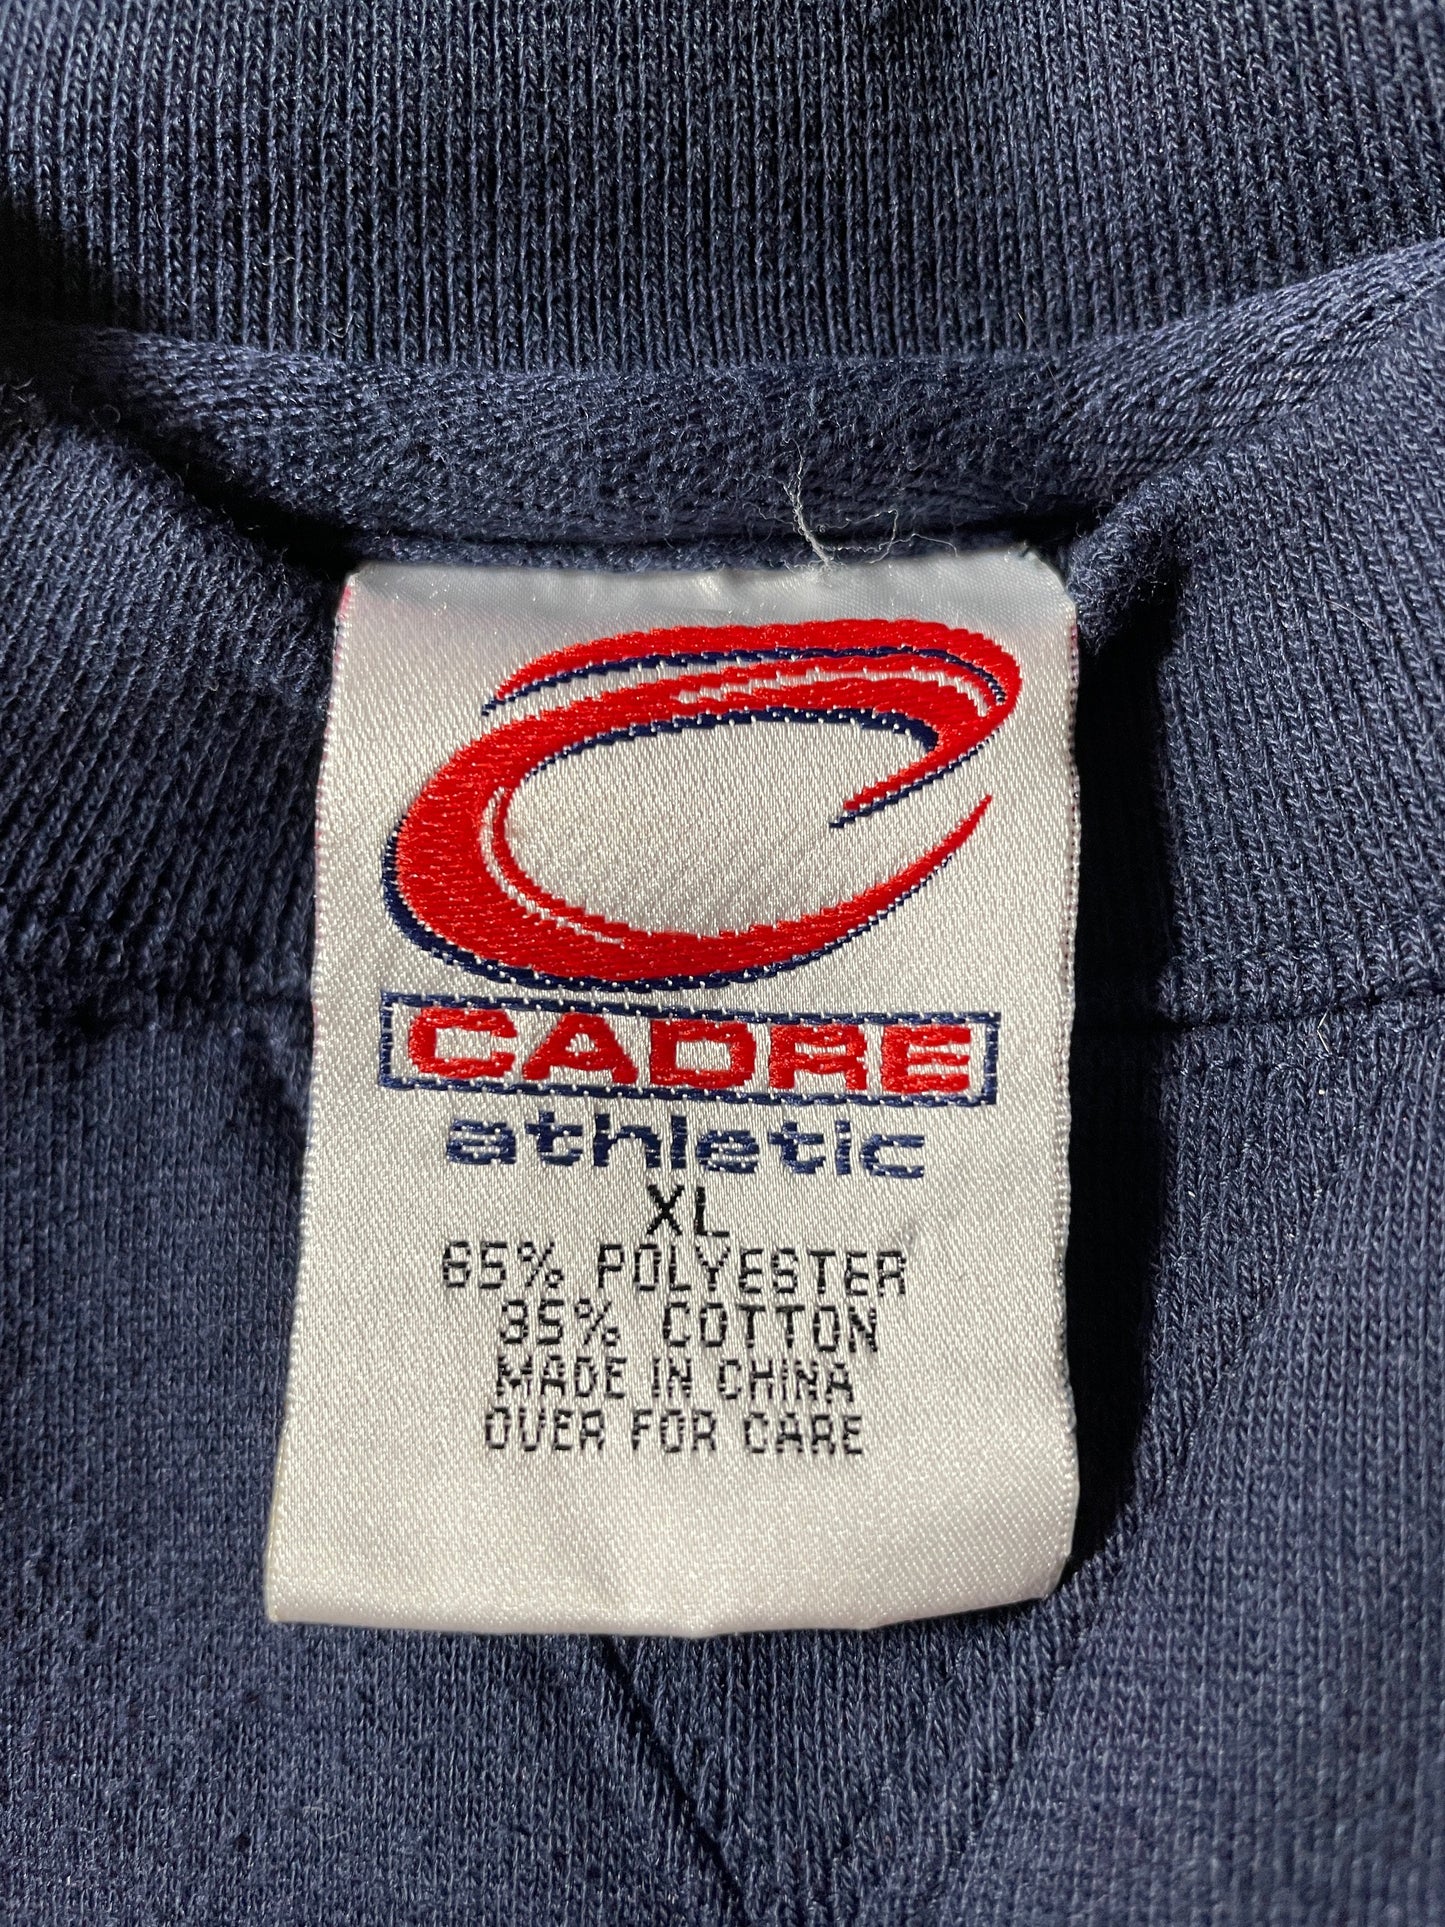 CADRE
athletic
XL
65% POLYESTER
35% COTTON
MADE IN CHINA
OVER FOR CARE